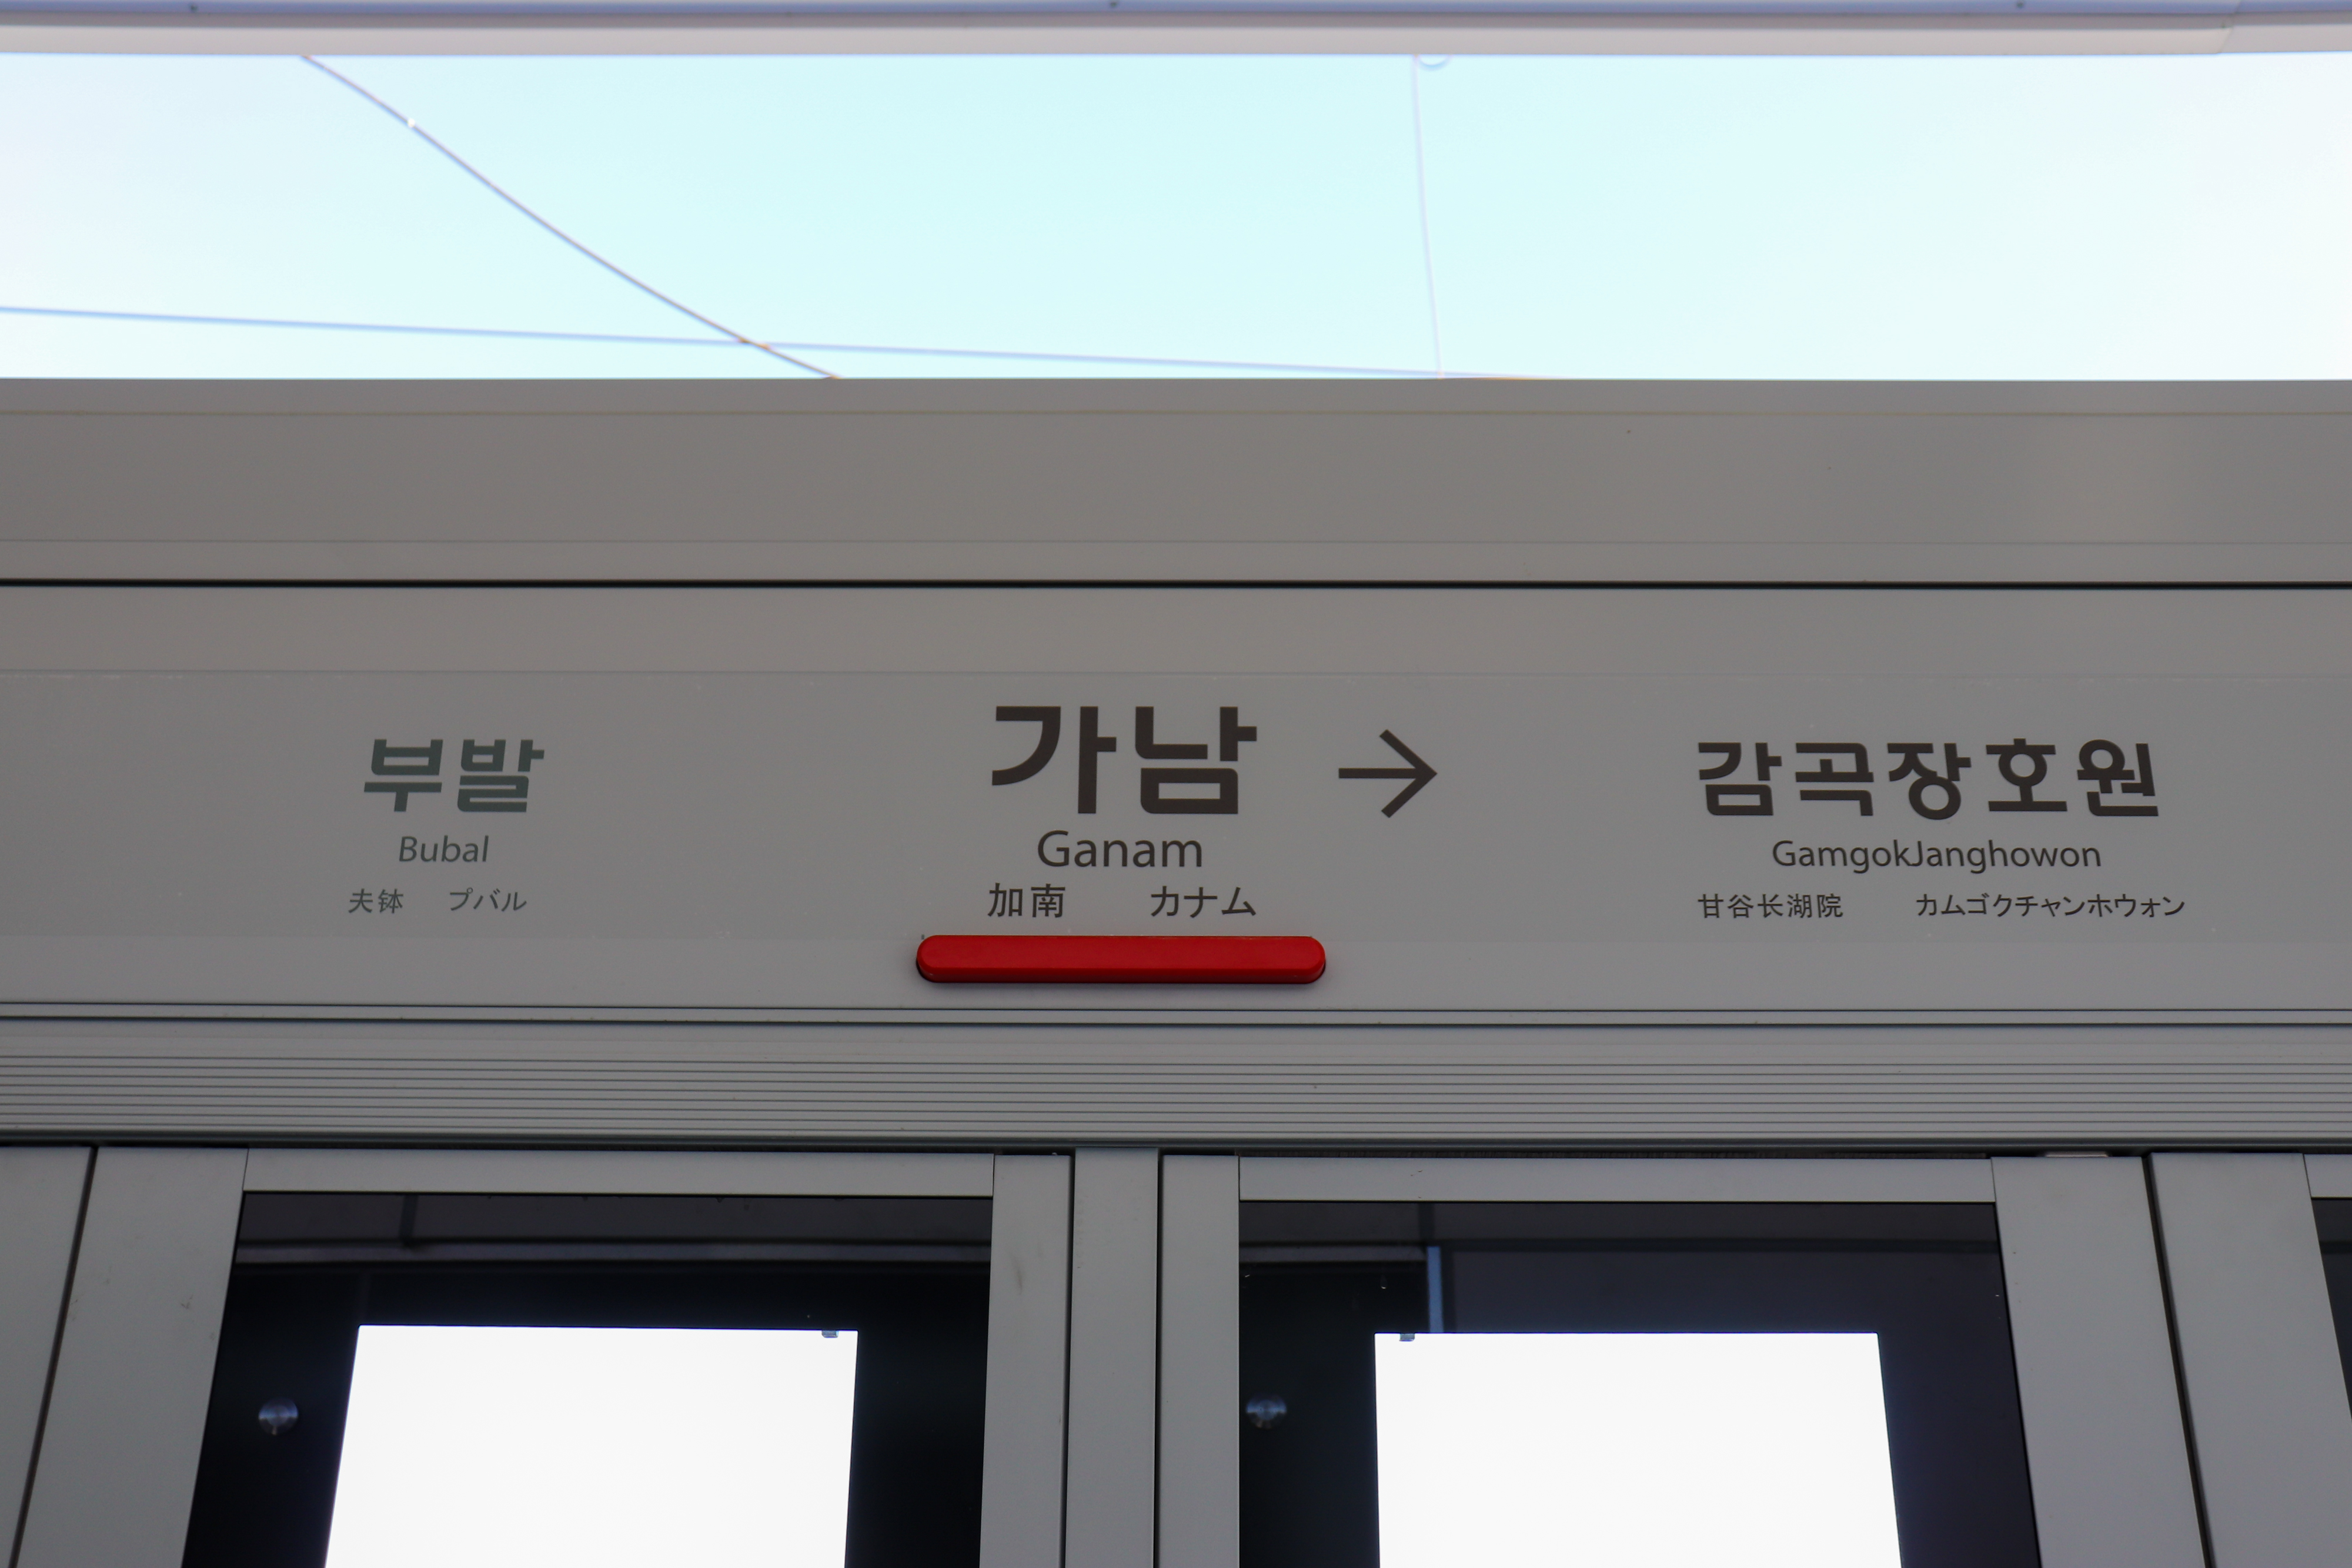 부발
Bubal
夫钵 プバル
가남 →
Ganam
加南 カナム
감곡장호원
GamgokJanghowon
甘谷长湖院 カムゴクチャンホウォン